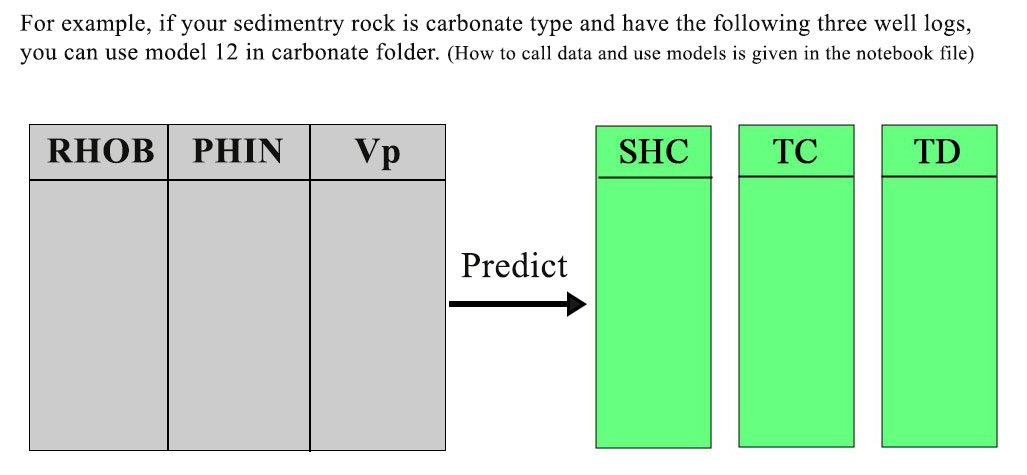 For example, if your sedimentry rock is carbonate type and have the following three well logs,
you can use model 12 in carbonate folder. (How to call data and use models is given in the notebook file)
RHOB PHIN Vp SHC TC TD
Predict